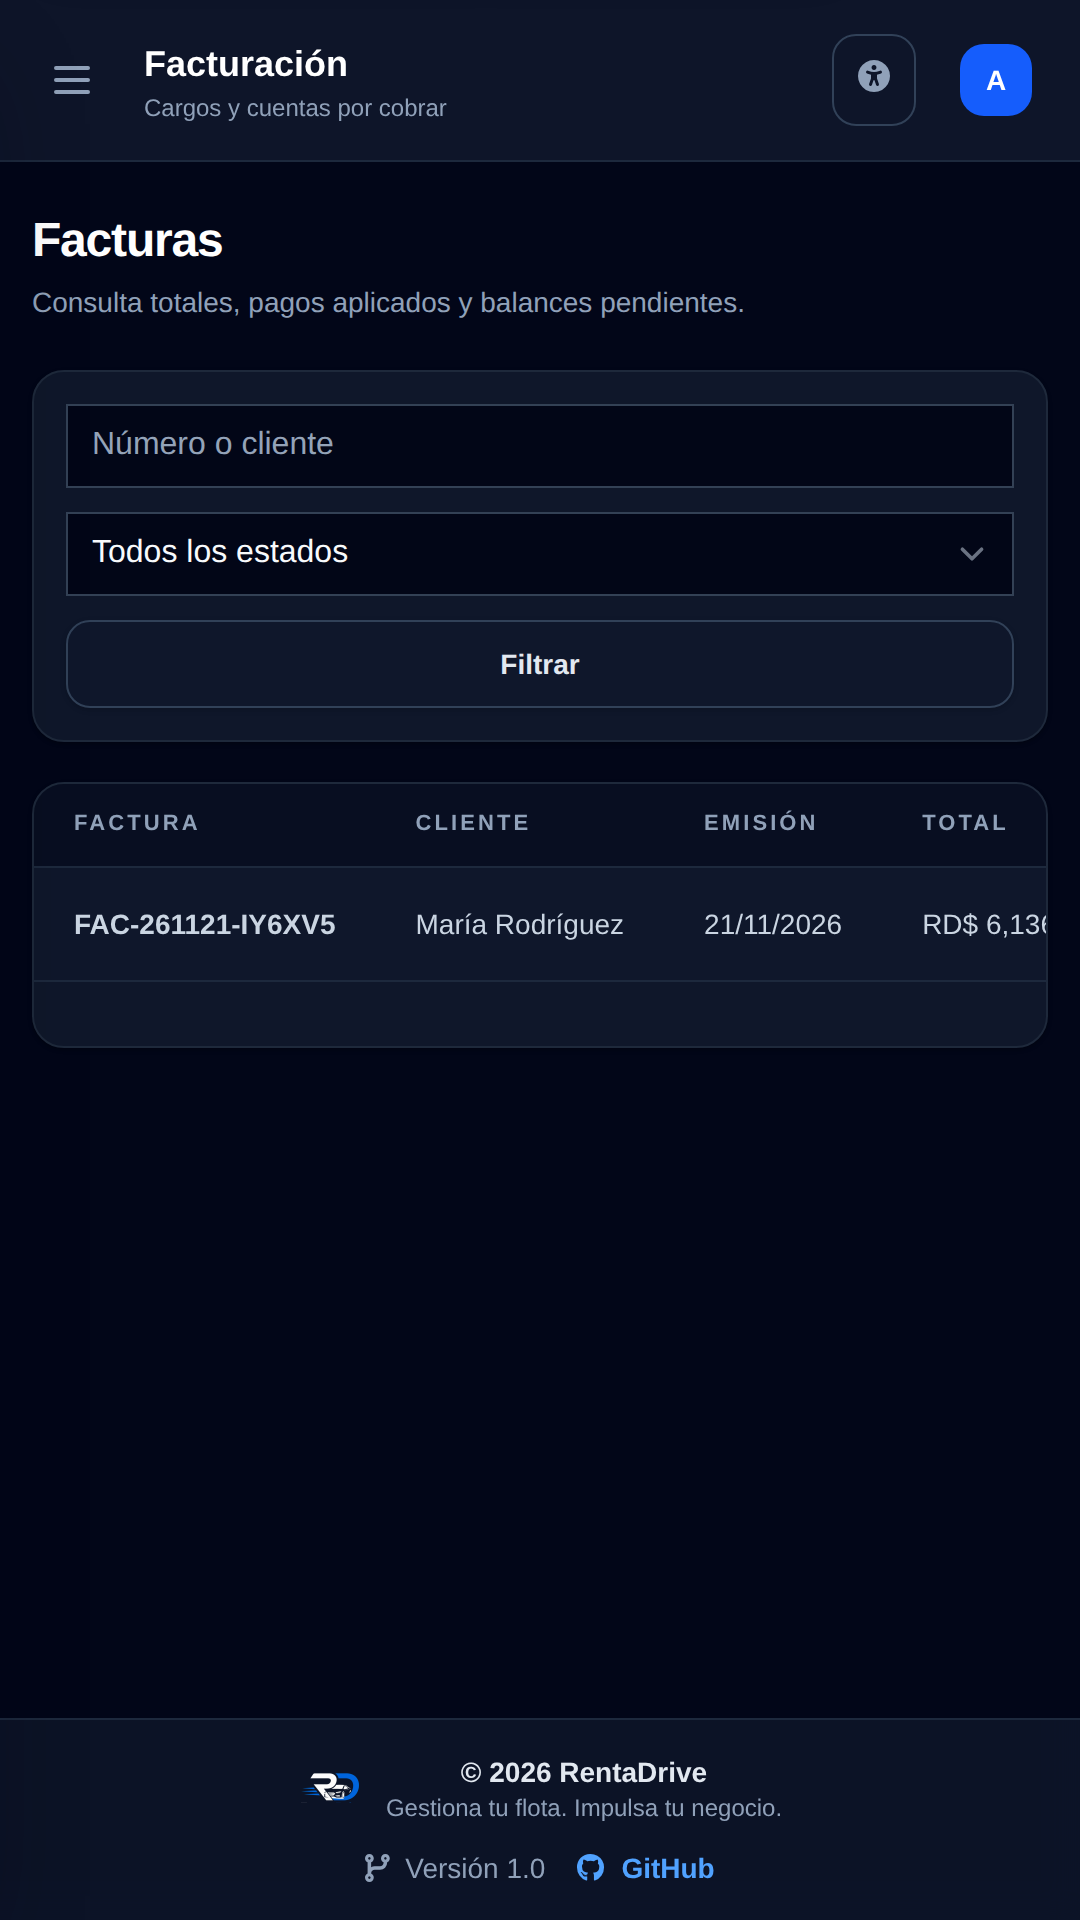 Facturación
Cargos y cuentas por cobrar
A
Facturas
Consulta totales, pagos aplicados y balances pendientes.
Número o cliente
Todos los estados
Filtrar
FACTURA CLIENTE EMISIÓN TOTAL
FAC-261121-IY6XV5 María Rodríguez 21/11/2026 RD$ 6,136
© 2026 RentaDrive
Gestiona tu flota. Impulsa tu negocio.
Versión 1.0 GitHub